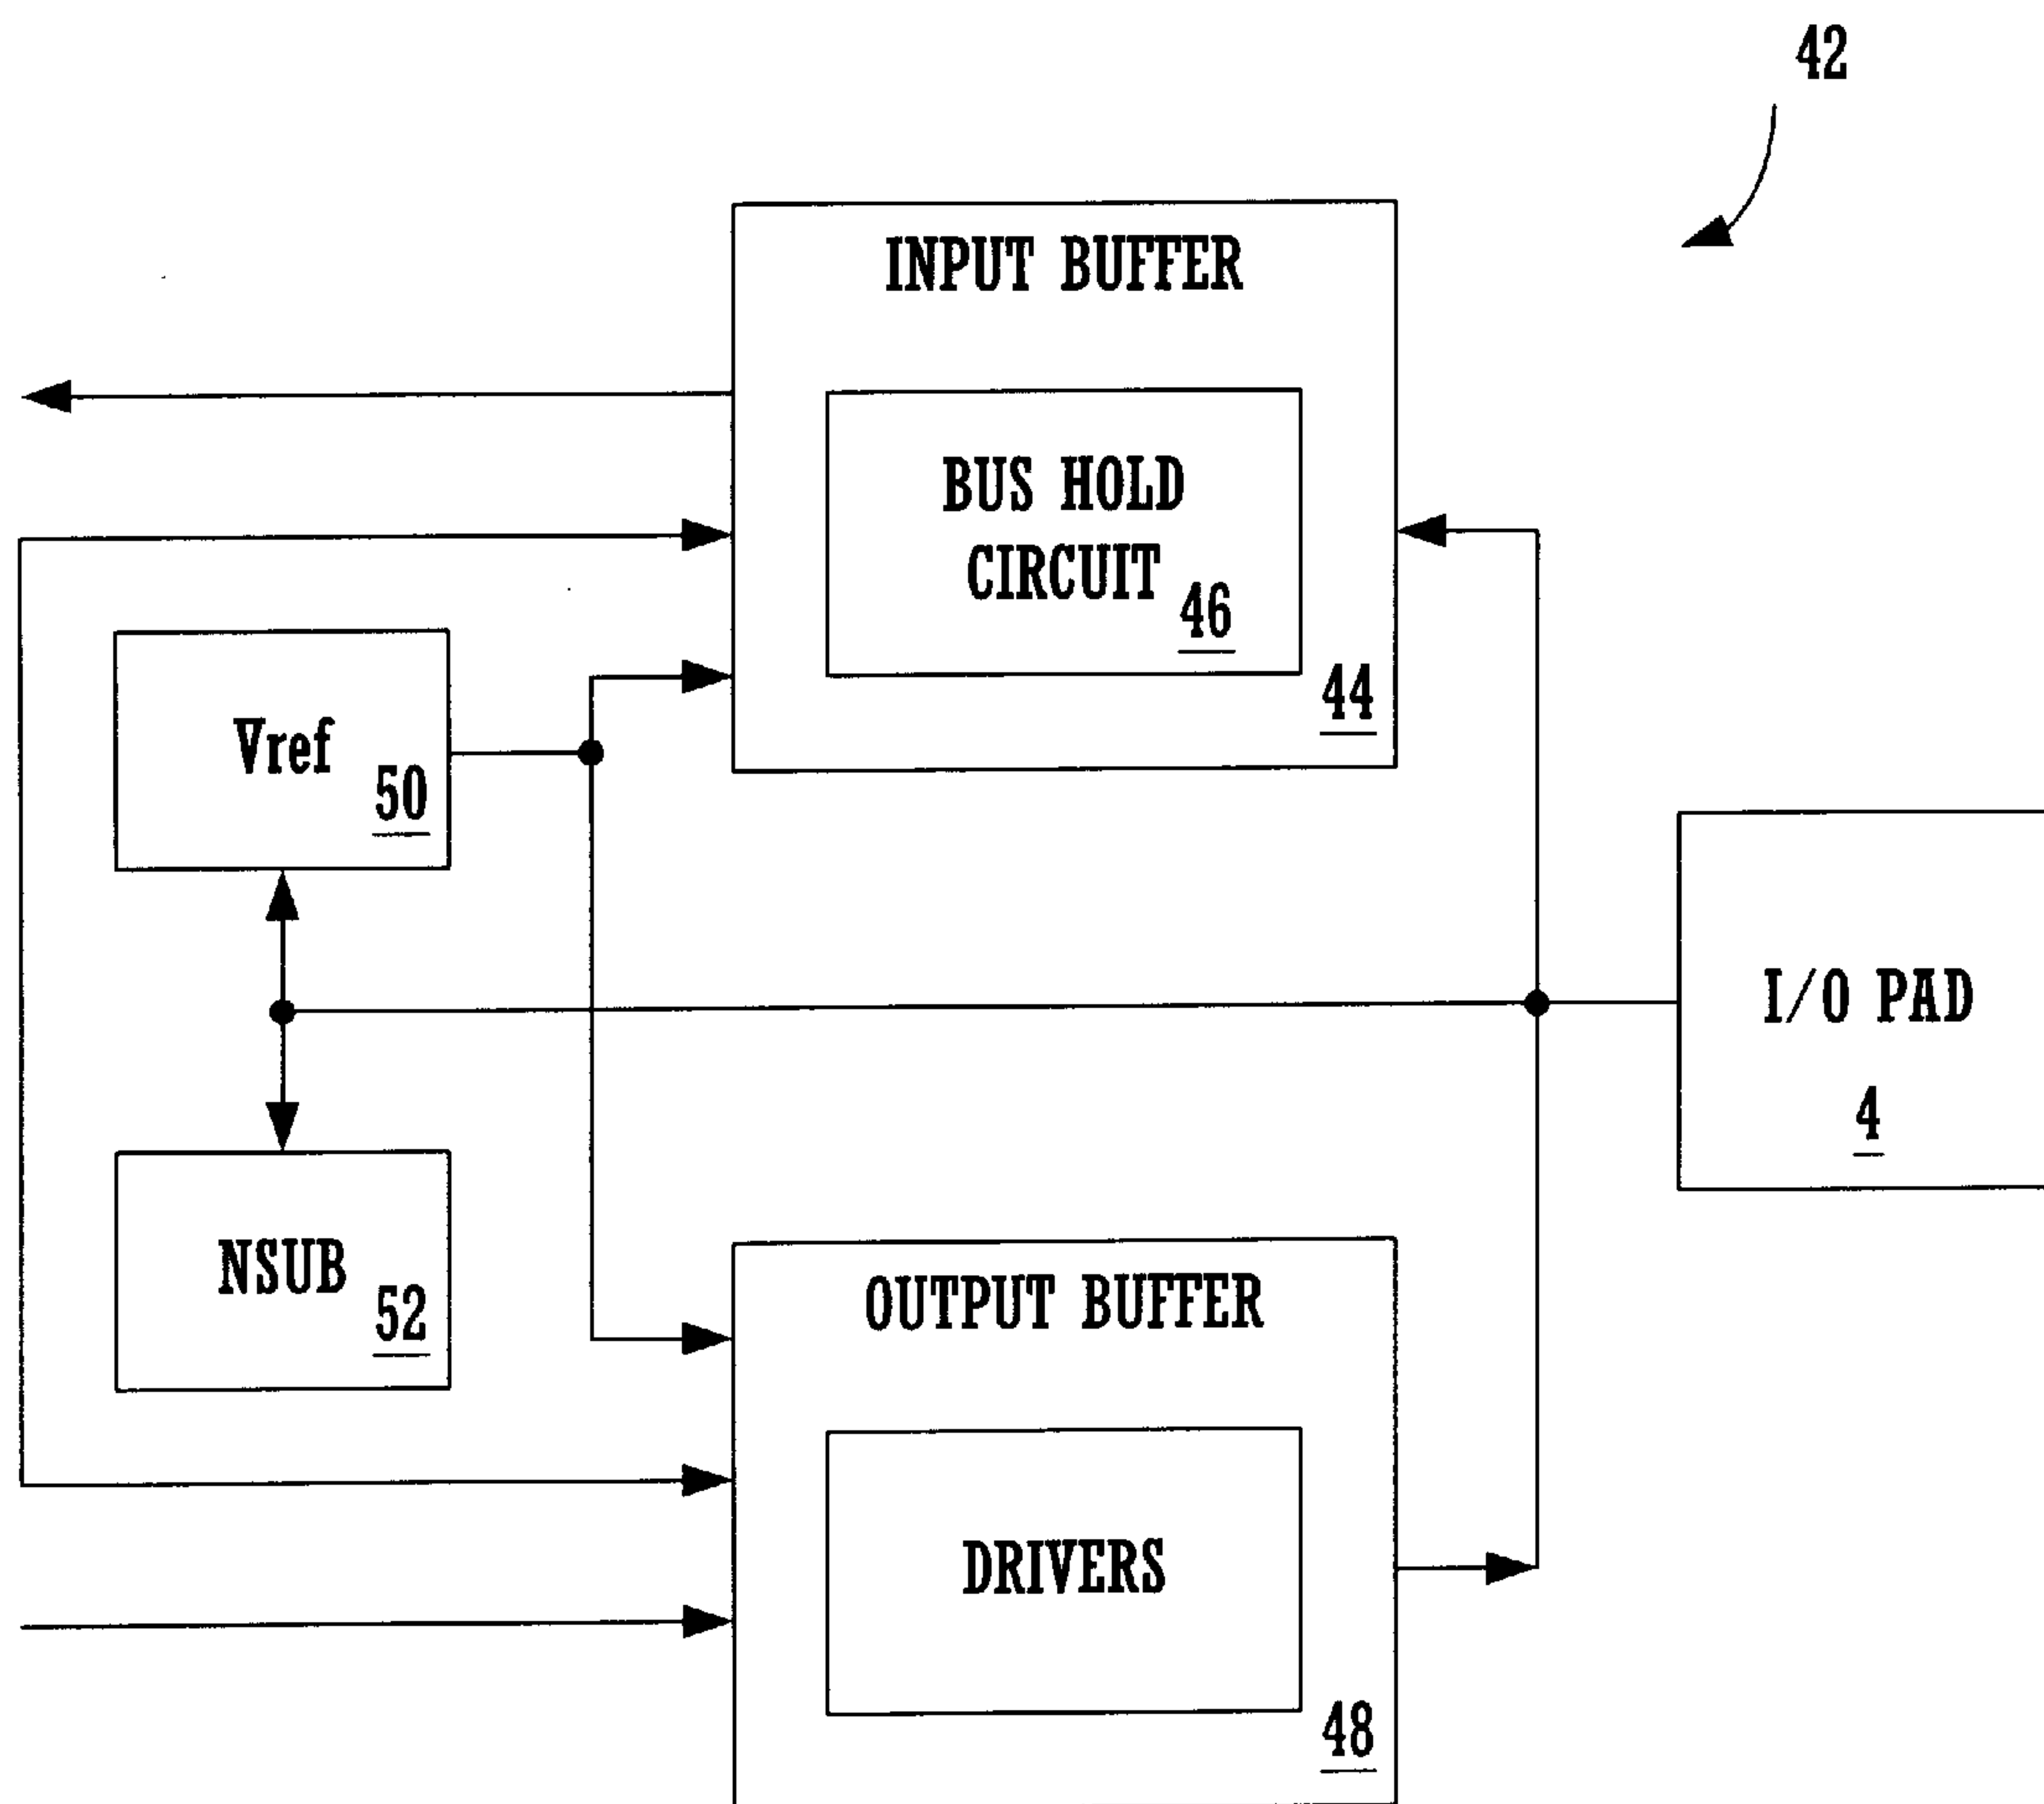 42
INPUT BUFFER
BUS HOLD
CIRCUIT
46
44
Vref
50
I/O PAD
4
NSUB
52
OUTPUT BUFFER
DRIVERS
48